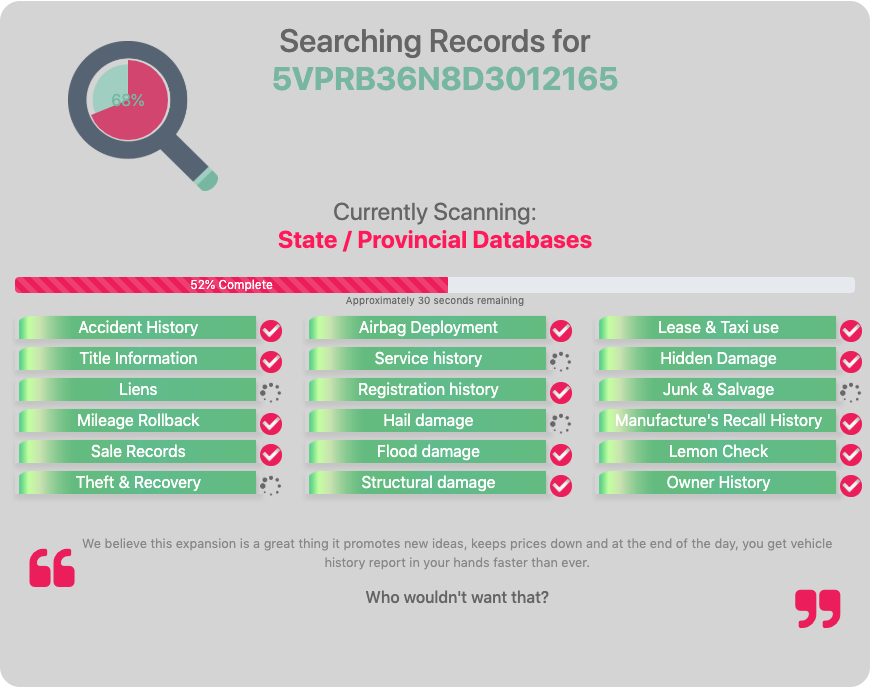 Searching Records for
5VPRB36N8D3012165
68%
Currently Scanning:
State / Provincial Databases
52% Complete
Approximately 30 seconds remaining
Accident History
Airbag Deployment
Lease & Taxi use
Title Information
Service history
Hidden Damage
Liens
Registration history
Junk & Salvage
Mileage Rollback
Hail damage
Manufacture's Recall History
Sale Records
Flood damage
Lemon Check
Theft & Recovery
Structural damage
Owner History
We believe this expansion is a great thing it promotes new ideas, keeps prices down and at the end of the day, you get vehicle
history report in your hands faster than ever.
Who wouldn't want that?